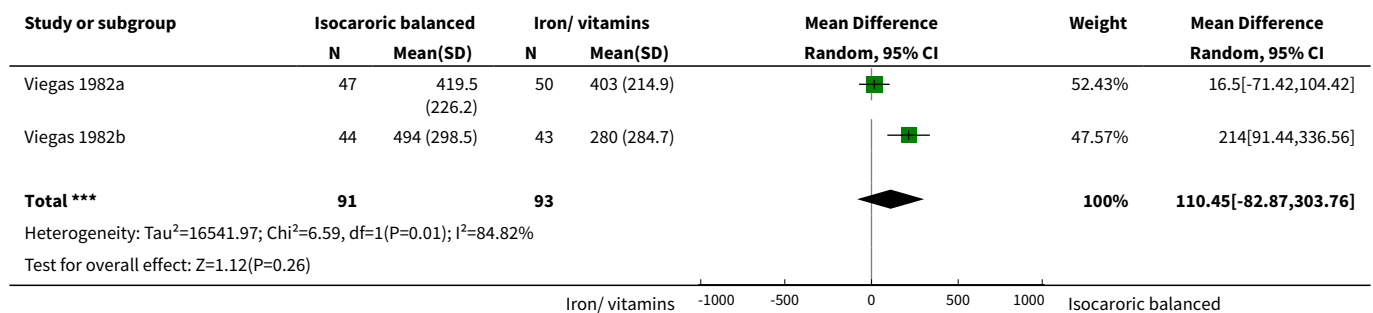 Study or subgroup Isocaroric balanced Iron/ vitamins Mean Difference Weight Mean Difference
N Mean(SD) N Mean(SD) Random, 95% CI Random, 95% CI
Viegas 1982a 47 419.5 50 403 (214.9) 52.43% 16.5[-71.42,104.42]
(226.2)
Viegas 1982b 44 494 (298.5) 43 280 (284.7) 47.57% 214[91.44,336.56]
Total *** 91 93 100% 110.45[-82.87,303.76]
Heterogeneity: Tau²=16541.97; Chi²=6.59, df=1(P=0.01); I²=84.82%
Test for overall effect: Z=1.12(P=0.26)
Iron/ vitamins -1000 -500 0 500 1000 Isocaroric balanced